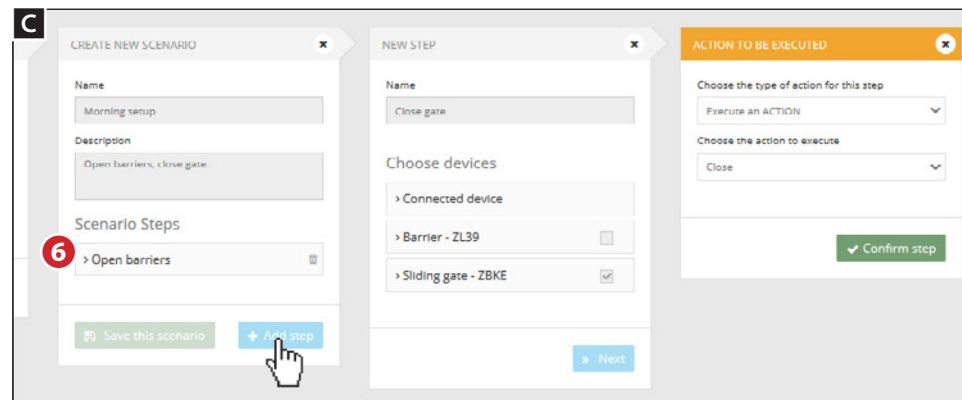 C
CREATE NEW SCENARIO
Name
Morning setup
Description
Open barriers, close gate.
Scenario Steps
6
> Open barriers
Save this scenario
+ Add step
NEW STEP
Name
Close gate
Choose devices
> Connected device
> Barrier - ZL39
> Sliding gate - ZBKE
» Next
ACTION TO BE EXECUTED
Choose the type of action for this step
Execute an ACTION
Choose the action to execute
Close
Confirm step